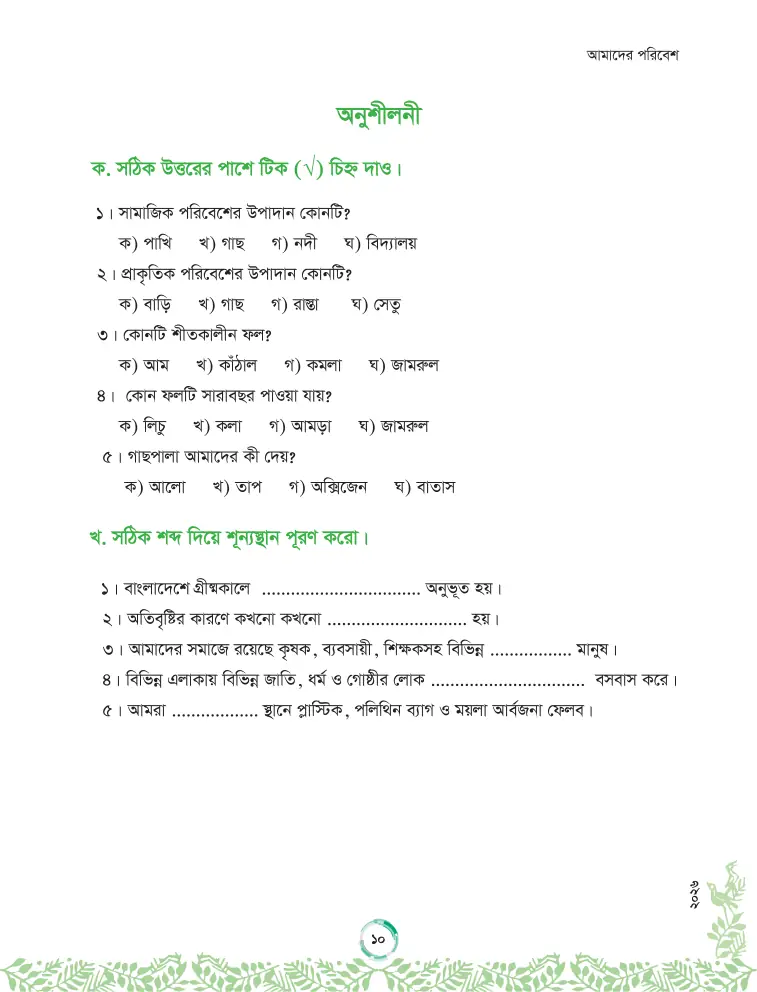 আমাদের পরিবেশ
অনুশীলনী
ক. সঠিক উত্তরের পাশে টিক (√) চিহ্ন দাও।
১। সামাজিক পরিবেশের উপাদান কোনটি?
ক) পাখি খ) গাছ গ) নদী ঘ) বিদ্যালয়
২। প্রাকৃতিক পরিবেশের উপাদান কোনটি?
ক) বাড়ি খ) গাছ গ) রাস্তা ঘ) সেতু
৩। কোনটি শীতকালীন ফল?
ক) আম খ) কাঁঠাল গ) কমলা ঘ) জামরুল
৪। কোন ফলটি সারাবছর পাওয়া যায়?
ক) লিচু খ) কলা গ) আমড়া ঘ) জামরুল
৫। গাছপালা আমাদের কী দেয়?
ক) আলো খ) তাপ গ) অক্সিজেন ঘ) বাতাস
খ. সঠিক শব্দ দিয়ে শূন্যস্থান পূরণ করো।
১। বাংলাদেশে গ্রীষ্মকালে ................................. অনুভূত হয়।
২। অতিবৃষ্টির কারণে কখনো কখনো ............................. হয়।
৩। আমাদের সমাজে রয়েছে কৃষক, ব্যবসায়ী, শিক্ষকসহ বিভিন্ন ................. মানুষ।
৪। বিভিন্ন এলাকায় বিভিন্ন জাতি, ধর্ম ও গোষ্ঠীর লোক ................................ বসবাস করে।
৫। আমরা .................. স্থানে প্লাস্টিক, পলিথিন ব্যাগ ও ময়লা আর্বজনা ফেলব।
২০২৬
১০